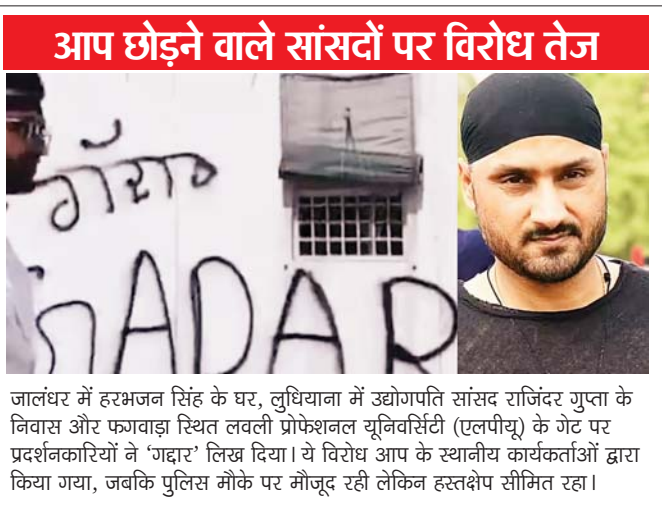 आप छोड़ने वाले सांसदों पर विरोध तेज
ਗੱਦਾਰ
GADAR
जालंधर में हरभजन सिंह के घर, लुधियाना में उद्योगपति सांसद राजिंदर गुप्ता के
निवास और फगवाड़ा स्थित लवली प्रोफेशनल यूनिवर्सिटी (एलपीयू) के गेट पर
प्रदर्शनकारियों ने ‘गद्दार’ लिख दिया। ये विरोध आप के स्थानीय कार्यकर्ताओं द्वारा
किया गया, जबकि पुलिस मौके पर मौजूद रही लेकिन हस्तक्षेप सीमित रहा।